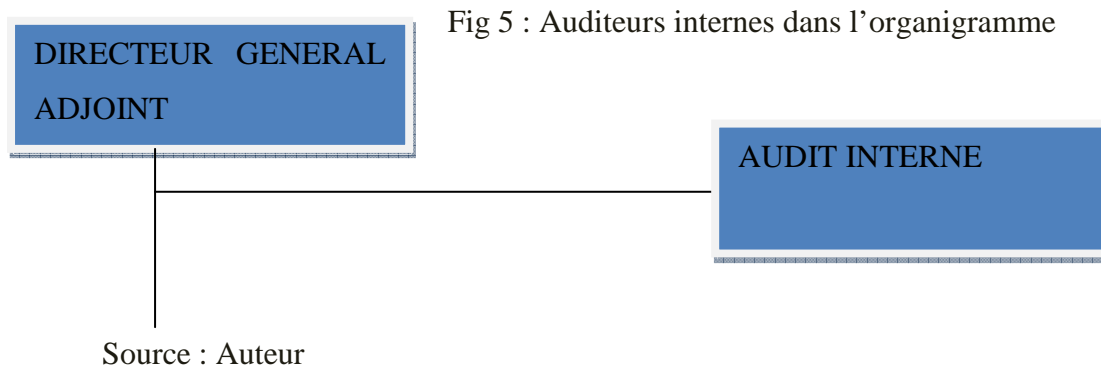 Fig 5 : Auditeurs internes dans l’organigramme
DIRECTEUR GENERAL
ADJOINT
AUDIT INTERNE
Source : Auteur